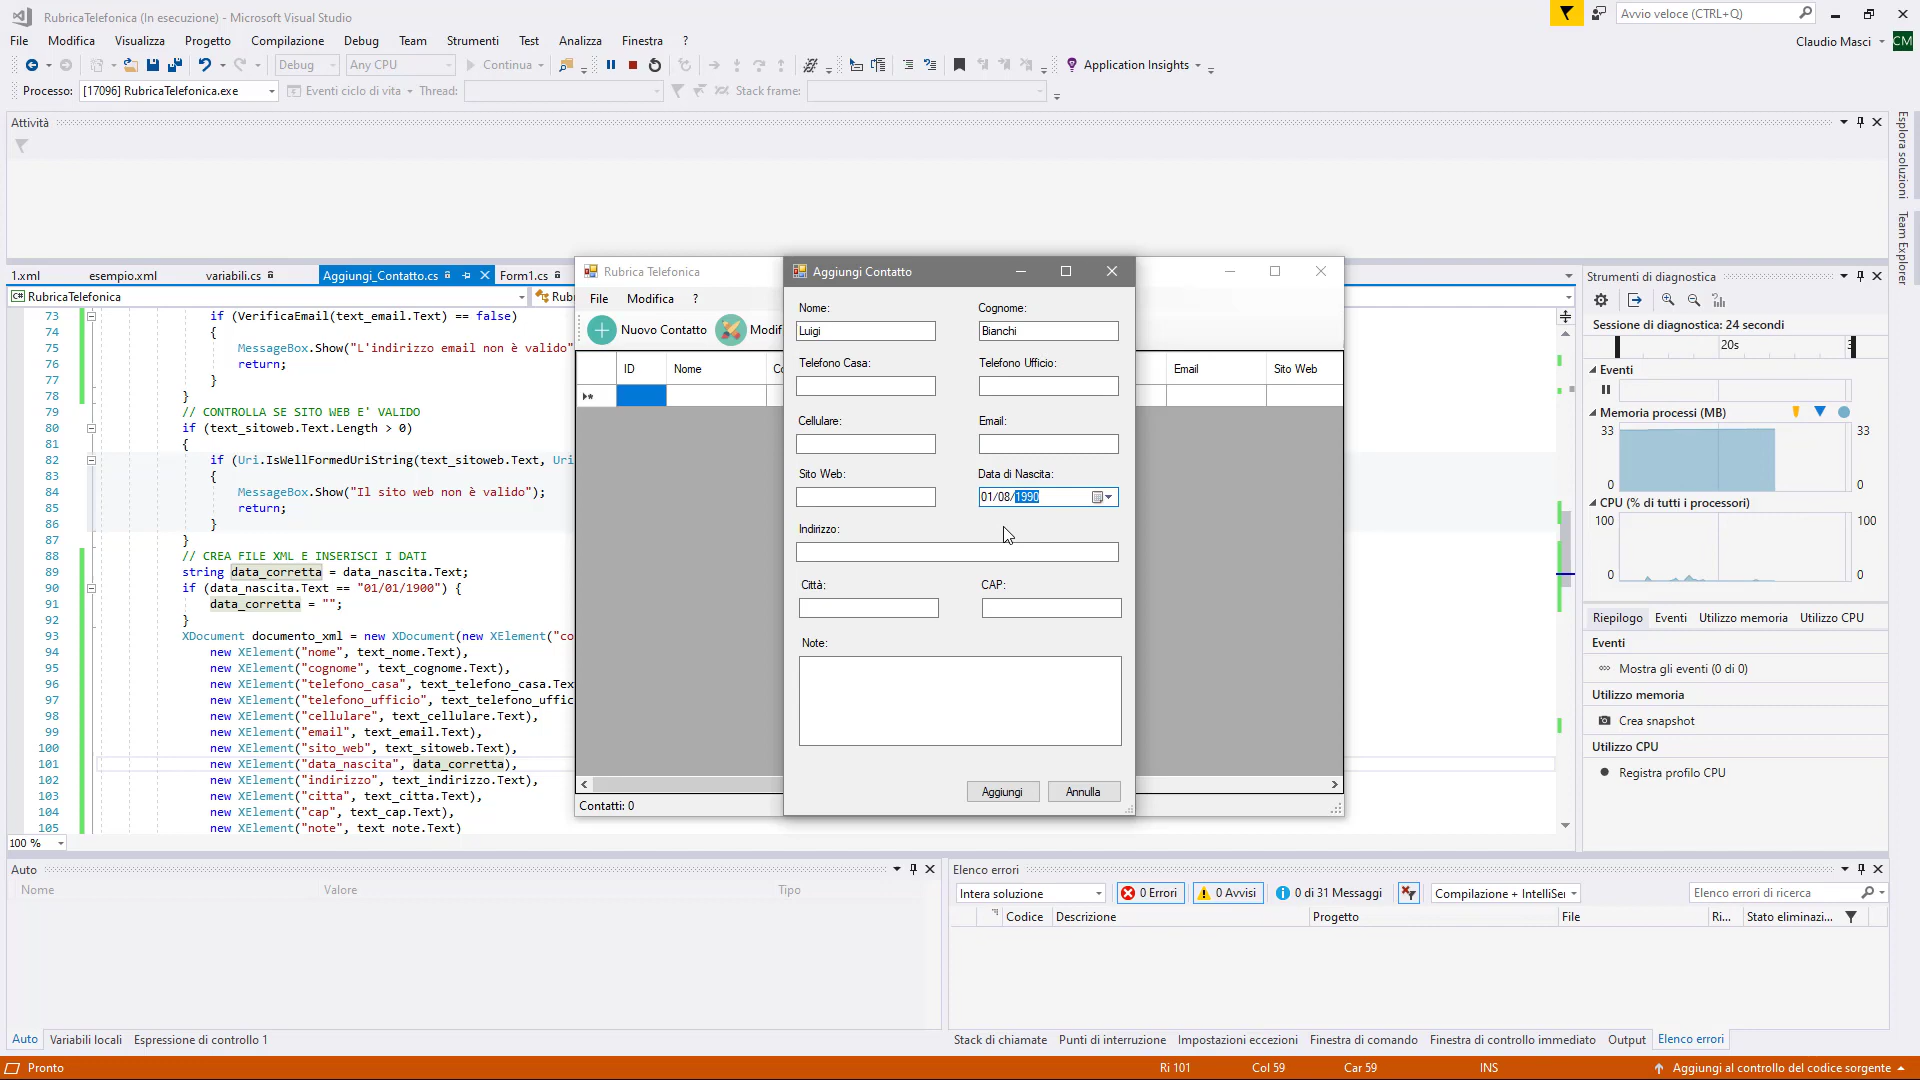 RubricaTelefonica (In esecuzione) - Microsoft Visual Studio
Avvio veloce (CTRL+Q)
File Modifica Visualizza Progetto Compilazione Debug Team Strumenti Test Analizza Finestra ?
Claudio Masci CM
Debug Any CPU Continua Application Insights
Processo: [17096] RubricaTelefonica.exe Eventi ciclo di vita Thread: Stack frame:
Attività
Esplora soluzioni
Team Explorer
1.xml esempio.xml variabili.cs Aggiungi_Contatto.cs Form1.cs
RubricaTelefonica
73 if (VerificaEmail(text_email.Text) == false)
74 {
75 MessageBox.Show("L'indirizzo email non è valido"
76 return;
77 }
78 }
79 // CONTROLLA SE SITO WEB E' VALIDO
80 if (text_sitoweb.Text.Length > 0)
81 {
82 if (Uri.IsWellFormedUriString(text_sitoweb.Text, Uri
83 {
84 MessageBox.Show("Il sito web non è valido");
85 return;
86 }
87 }
88 // CREA FILE XML E INSERISCI I DATI
89 string data_corretta = data_nascita.Text;
90 if (data_nascita.Text == "01/01/1900") {
91 data_corretta = "";
92 }
93 XDocument documento_xml = new XDocument(new XElement("co
94 new XElement("nome", text_nome.Text),
95 new XElement("cognome", text_cognome.Text),
96 new XElement("telefono_casa", text_telefono_casa.Tex
97 new XElement("telefono_ufficio", text_telefono_uffic
98 new XElement("cellulare", text_cellulare.Text),
99 new XElement("email", text_email.Text),
100 new XElement("sito_web", text_sitoweb.Text),
101 new XElement("data_nascita", data_corretta),
102 new XElement("indirizzo", text_indirizzo.Text),
103 new XElement("citta", text_citta.Text),
104 new XElement("cap", text_cap.Text),
105 new XElement("note", text_note.Text)
100 %
Rubrica Telefonica
File Modifica ?
Nuovo Contatto Modif
ID Nome Co Email Sito Web
Contatti: 0
Aggiungi Contatto
Nome: Cognome:
Luigi Bianchi
Telefono Casa: Telefono Ufficio:
Cellulare: Email:
Sito Web: Data di Nascita:
01/08/1990
Indirizzo:
Città: CAP:
Note:
Aggiungi Annulla
Strumenti di diagnostica
Sessione di diagnostica: 24 secondi
20s
Eventi
Memoria processi (MB)
33 33
0 0
CPU (% di tutti i processori)
100 100
0 0
Riepilogo Eventi Utilizzo memoria Utilizzo CPU
Eventi
Mostra gli eventi (0 di 0)
Utilizzo memoria
Crea snapshot
Utilizzo CPU
Registra profilo CPU
Auto
Nome Valore Tipo
Auto Variabili locali Espressione di controllo 1
Elenco errori
Intera soluzione 0 Errori 0 Avvisi 0 di 31 Messaggi Compilazione + IntelliSer Elenco errori di ricerca
Codice Descrizione Progetto File Ri... Stato eliminazi...
Stack di chiamate Punti di interruzione Impostazioni eccezioni Finestra di comando Finestra di controllo immediato Output Elenco errori
Pronto Ri 101 Col 59 Car 59 INS Aggiungi al controllo del codice sorgente